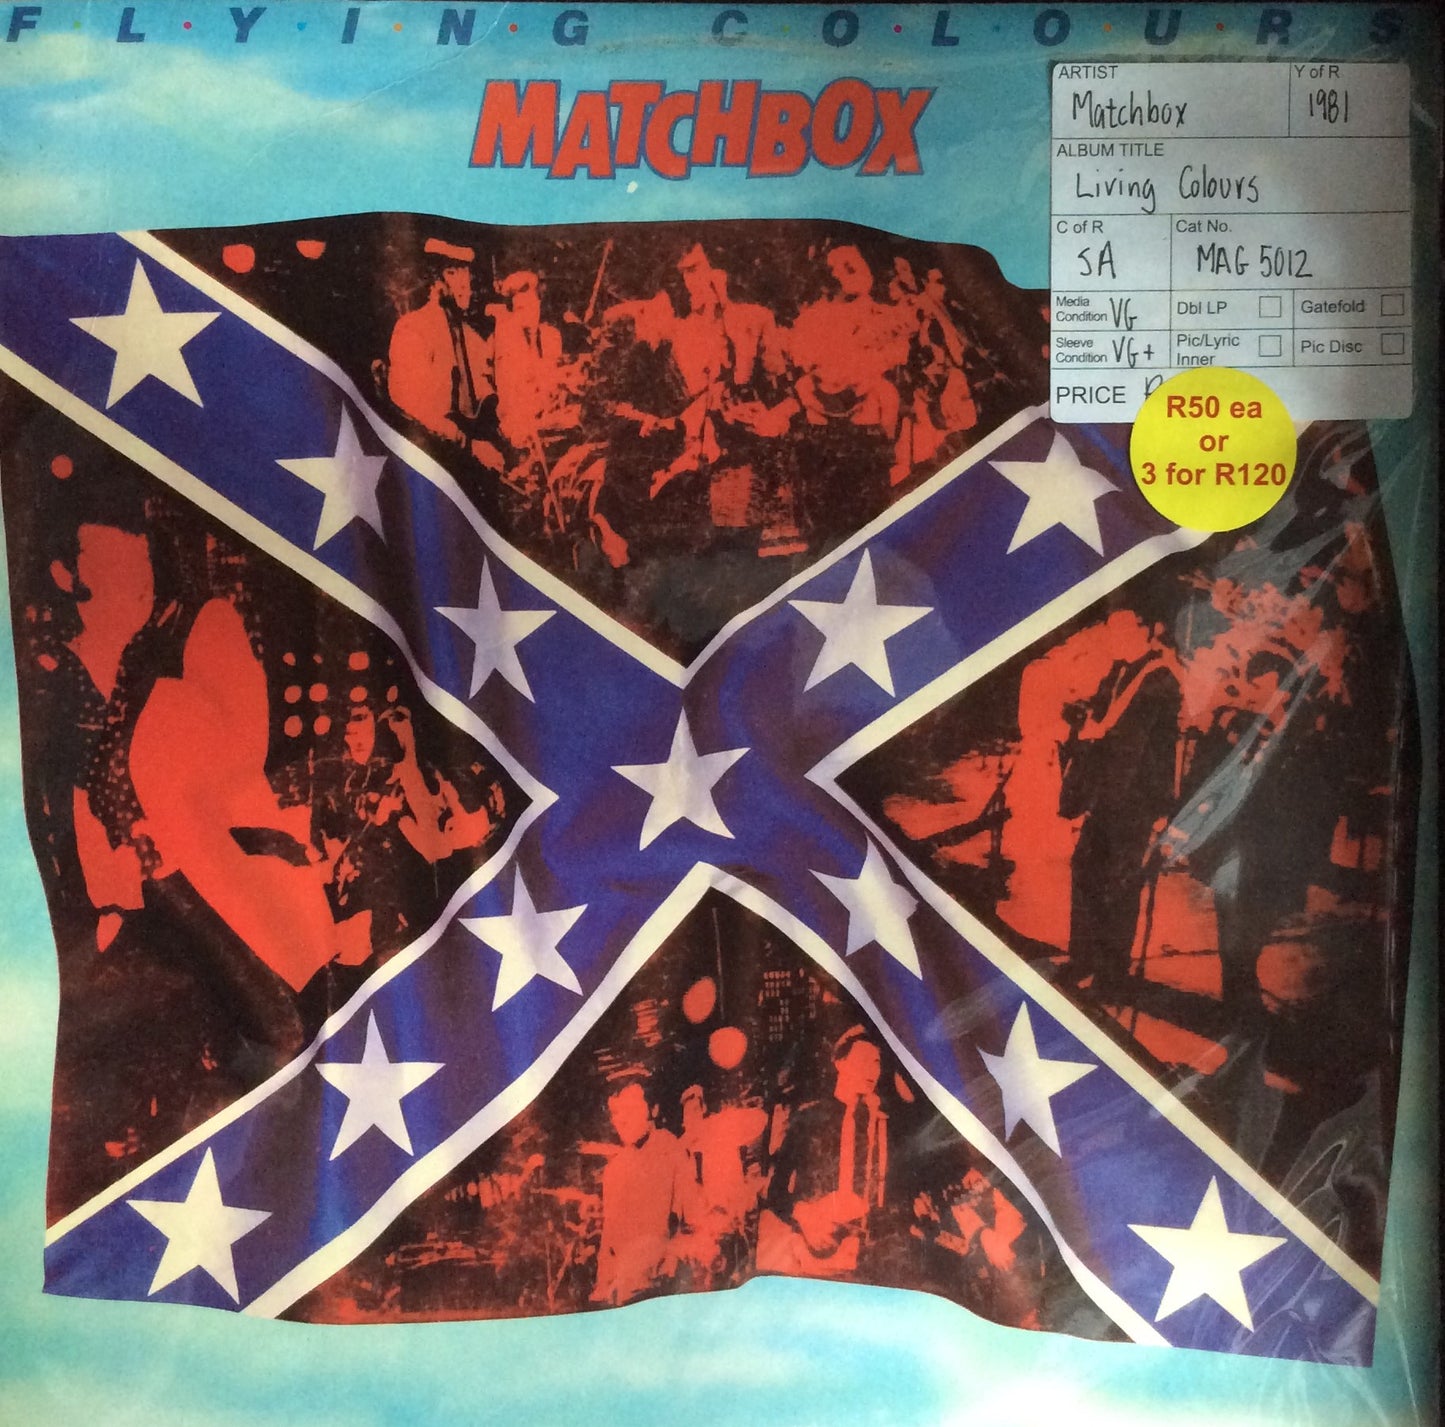 F·L·Y·I·N·G COLOURS
MATCHBOX
ARTIST
Y of R
Matchbox
1981
ALBUM TITLE
Living Colours
C of R
Cat No.
SA
MAG 5012
Media
Condition VG
Dbl LP
Gatefold
Sleeve
Condition VG+
Pic/Lyric
Inner
Pic Disc
PRICE
R50 ea
or
3 for R120